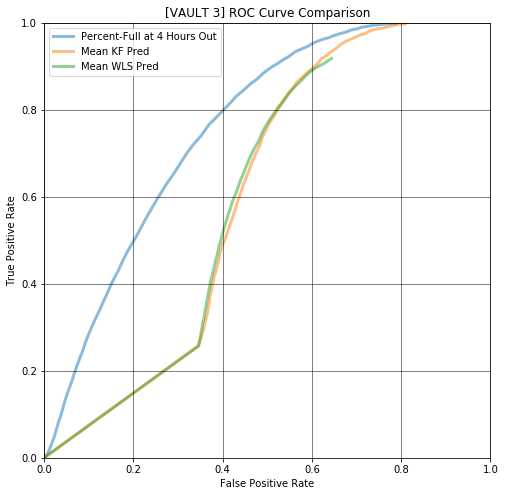 [VAULT 3] ROC Curve Comparison
Percent-Full at 4 Hours Out
Mean KF Pred
Mean WLS Pred
True Positive Rate
1.0
0.8
0.6
0.4
0.2
0.0
0.0 0.2 0.4 0.6 0.8 1.0
False Positive Rate